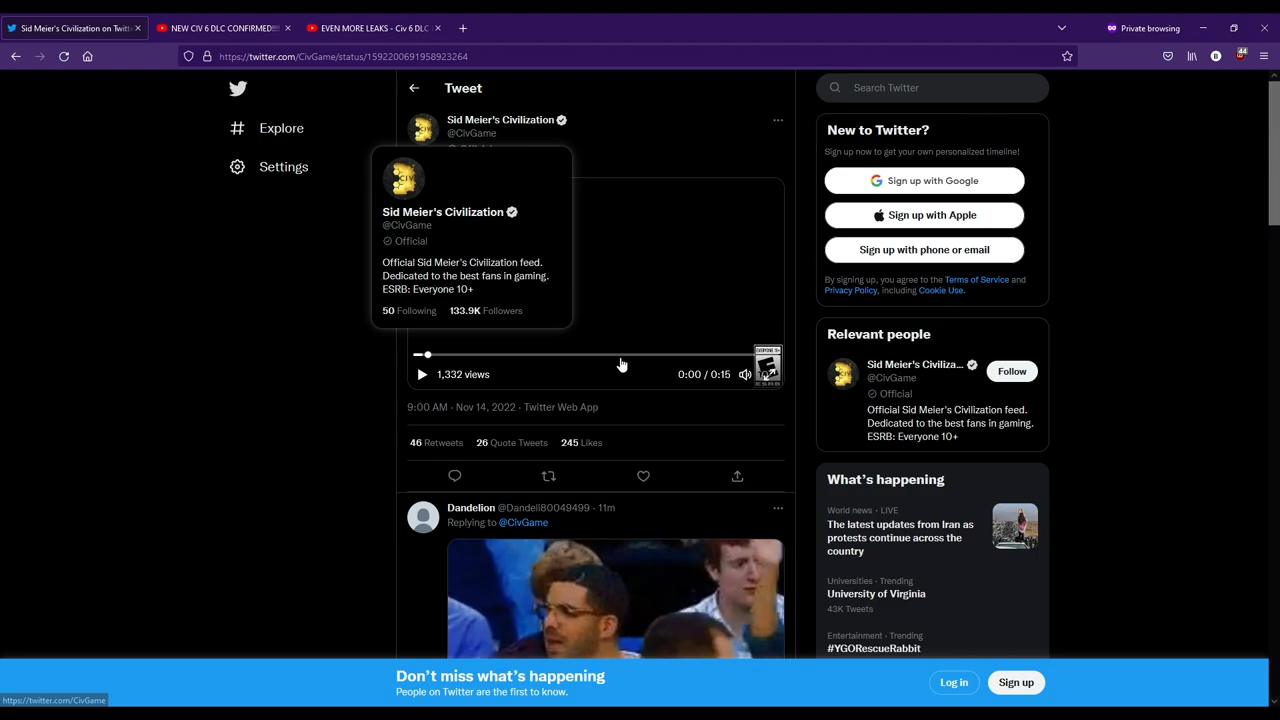 Sid Meier's Civilization on Twitt
NEW CIV 6 DLC CONFIRMED!!!!
EVEN MORE LEAKS - Civ 6 DLC
Private browsing
https://twitter.com/CivGame/status/1592200691958923264
44
Explore
Settings
Tweet
Sid Meier's Civilization
@CivGame
Sid Meier's Civilization
@CivGame
Official
Official Sid Meier's Civilization feed.
Dedicated to the best fans in gaming.
ESRB: Everyone 10+
50 Following 133.9K Followers
1,332 views
0:00 / 0:15
EVERYONE 10+
9:00 AM · Nov 14, 2022 · Twitter Web App
46 Retweets 26 Quote Tweets 245 Likes
Dandelion @Dandell80049499 · 11m
Replying to @CivGame
Search Twitter
New to Twitter?
Sign up now to get your own personalized timeline!
Sign up with Google
Sign up with Apple
Sign up with phone or email
By signing up, you agree to the Terms of Service and
Privacy Policy, including Cookie Use.
Relevant people
Sid Meier's Civiliza...
@CivGame
Follow
Official
Official Sid Meier's Civilization feed.
Dedicated to the best fans in gaming.
ESRB: Everyone 10+
What's happening
World news · LIVE
The latest updates from Iran as
protests continue across the
country
Universities · Trending
University of Virginia
43K Tweets
Entertainment · Trending
#YGORescueRabbit
Don't miss what's happening
People on Twitter are the first to know.
Log in
Sign up
https://twitter.com/CivGame